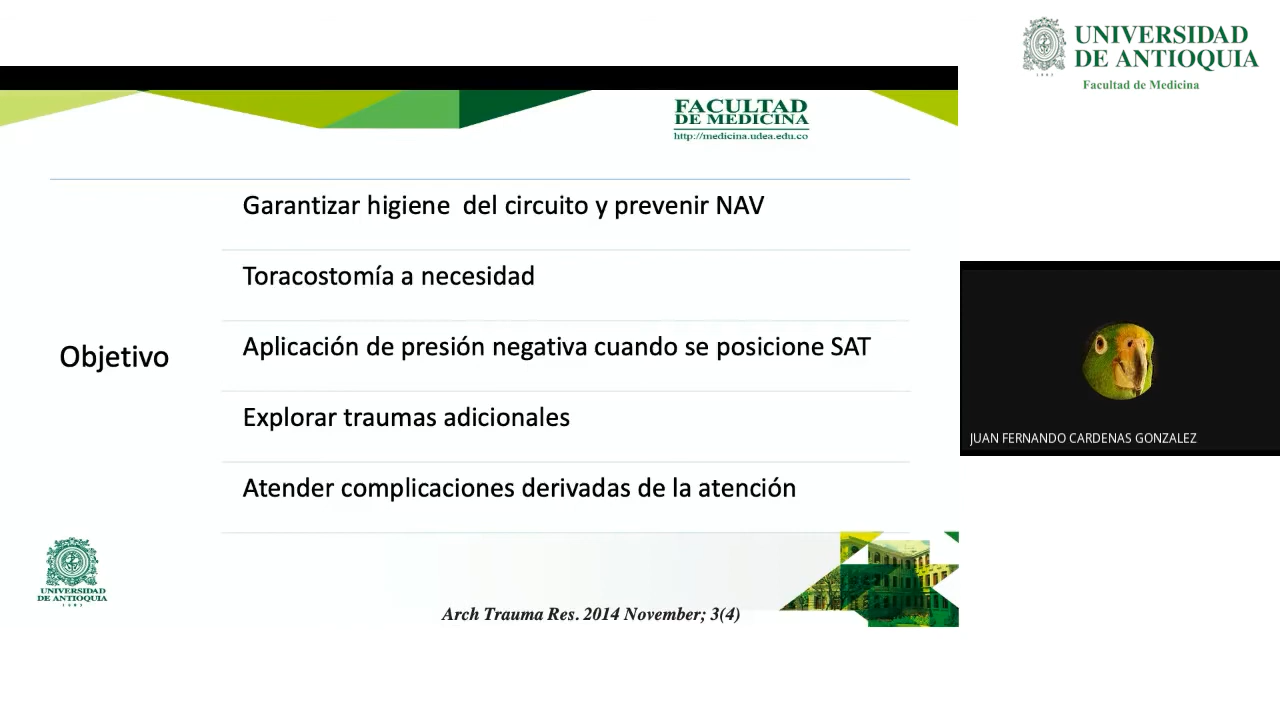 UNIVERSIDAD
DE ANTIOQUIA
1803
Facultad de Medicina
FACULTAD
DE MEDICINA
http://medicina.udea.edu.co
Objetivo
Garantizar higiene del circuito y prevenir NAV
Toracostomía a necesidad
Aplicación de presión negativa cuando se posicione SAT
Explorar traumas adicionales
Atender complicaciones derivadas de la atención
JUAN FERNANDO CARDENAS GONZALEZ
UNIVERSIDAD
DE ANTIOQUIA
1803
Arch Trauma Res. 2014 November; 3(4)